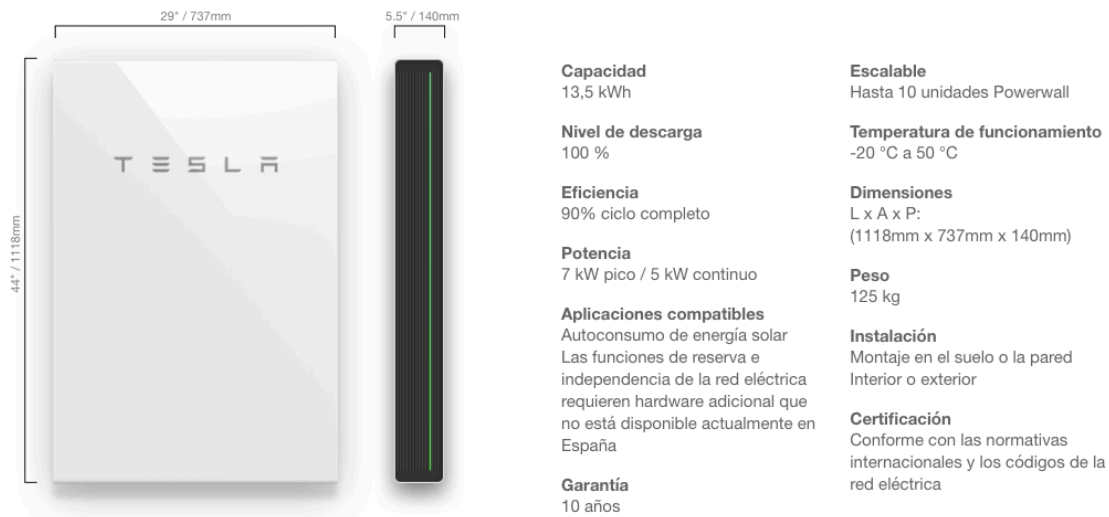 29" / 737mm
5.5" / 140mm
44" / 1118mm
TESLA
Capacidad
13,5 kWh
Nivel de descarga
100 %
Eficiencia
90% ciclo completo
Potencia
7 kW pico / 5 kW continuo
Aplicaciones compatibles
Autoconsumo de energía solar
Las funciones de reserva e
independencia de la red eléctrica
requieren hardware adicional que
no está disponible actualmente en
España
Garantía
10 años
Escalable
Hasta 10 unidades Powerwall
Temperatura de funcionamiento
-20 °C a 50 °C
Dimensiones
L x A x P:
(1118mm x 737mm x 140mm)
Peso
125 kg
Instalación
Montaje en el suelo o la pared
Interior o exterior
Certificación
Conforme con las normativas
internacionales y los códigos de la
red eléctrica